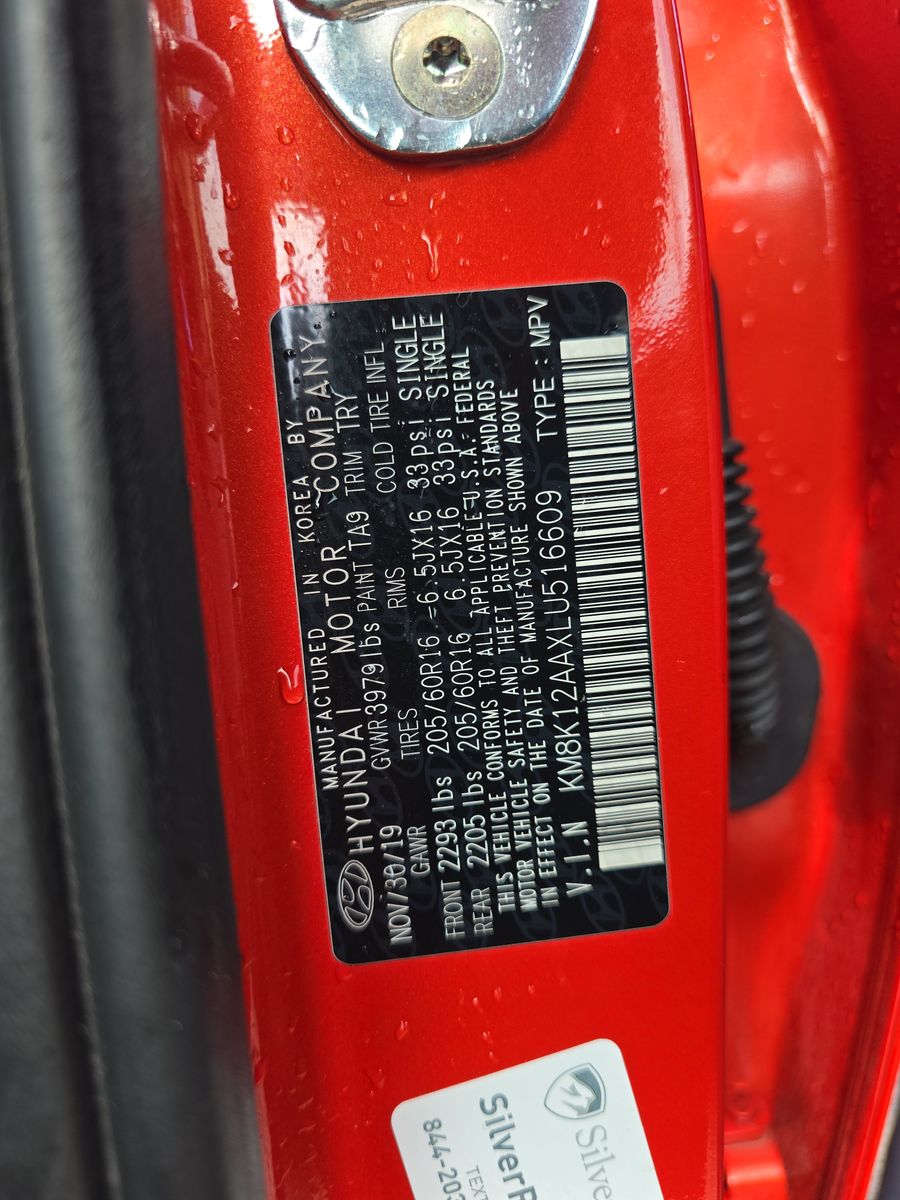 MANUFACTURED IN KOREA BY
HYUNDAI MOTOR COMPANY
NOV/30/19 GVWR 3979lbs PAINT TA9 TRIM TRY
GAWR TIRES RIMS COLD TIRE INFL.
FRONT 2293 lbs 205/60R16 6.5JX16 33psi SINGLE
REAR 2205 lbs 205/60R16 6.5JX16 33psi SINGLE
THIS VEHICLE CONFORMS TO ALL APPLICABLE U.S.A. FEDERAL
MOTOR VEHICLE SAFETY AND THEFT PREVENTION STANDARDS
IN EFFECT ON THE DATE OF MANUFACTURE SHOWN ABOVE
V.I.N KM8K12AAXLU516609 TYPE : MPV
Silve
SilverR
TEXT
844-203